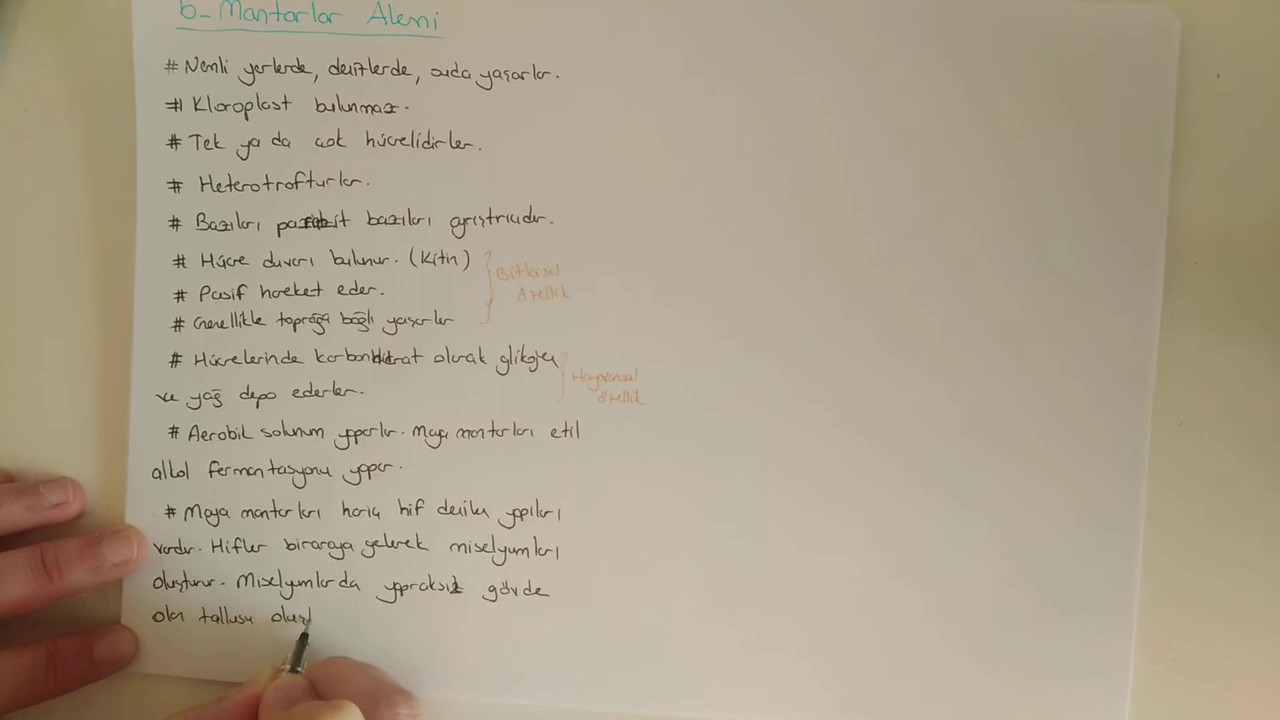 b- Mantarlar Alemi
# Nemli yerlerde, denizlerde, suda yaşarlar.
# Kloroplast bulunmaz.
# Tek ya da çok hücrelidirler.
# Heterotrofturlar.
# Bazıları parazit bazıları ayrıştırıcıdır.
# Hücre duvarı bulunur. (Kitin)
# Pasif hareket eder.
# Genellikle toprağa bağlı yaşarlar
Bitkisel
özellik
# Hücrelerinde karbonhidrat olarak glikojen
ve yağ depo ederler.
Hayvansal
özellik
# Aerobik solunum yaparlar. Maya mantarları etil
alkol fermantasyonu yapar.
# Maya mantarları hariç hif denilen yapıları
vardır. Hifler biraraya gelerek miselyumları
oluşturur. Miselyumlarda yapraksız gövde
olan tallusu oluş